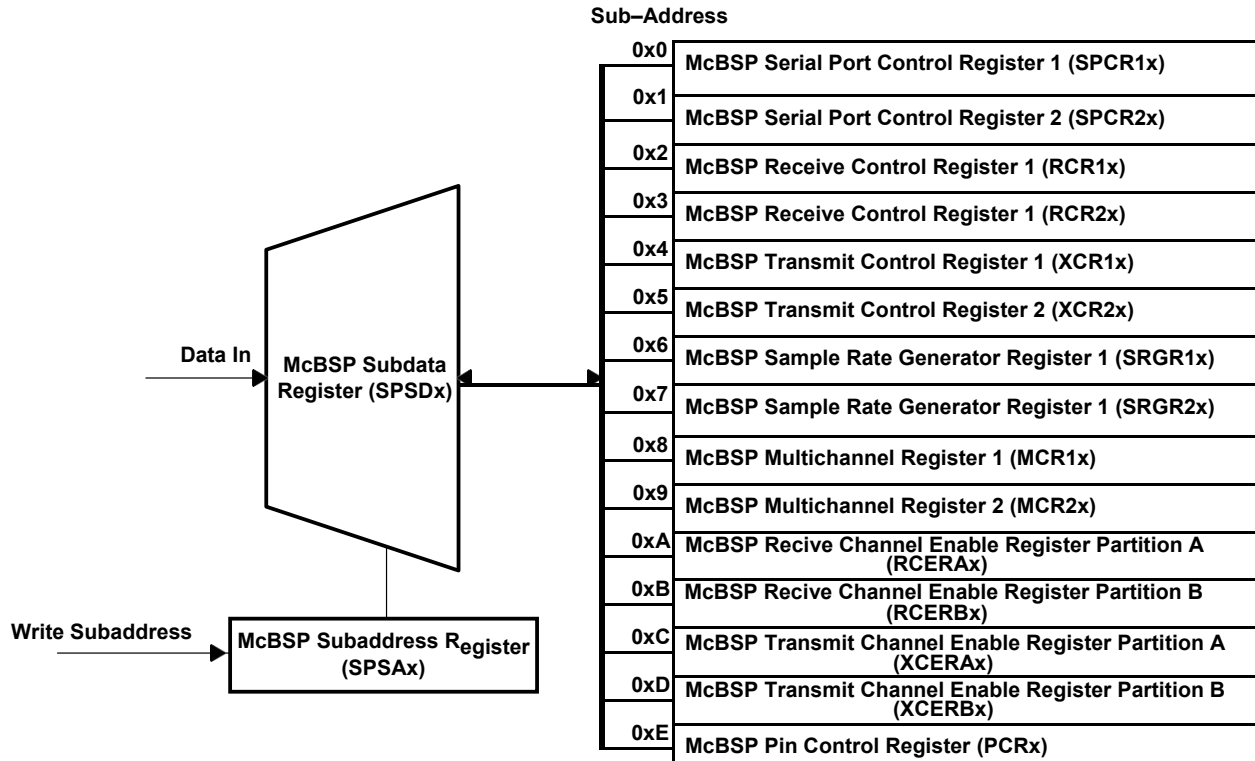 Sub–Address
0x0
McBSP Serial Port Control Register 1 (SPCR1x)
0x1
McBSP Serial Port Control Register 2 (SPCR2x)
0x2
McBSP Receive Control Register 1 (RCR1x)
0x3
McBSP Receive Control Register 1 (RCR2x)
0x4
McBSP Transmit Control Register 1 (XCR1x)
0x5
McBSP Transmit Control Register 2 (XCR2x)
0x6
McBSP Sample Rate Generator Register 1 (SRGR1x)
0x7
McBSP Sample Rate Generator Register 1 (SRGR2x)
0x8
McBSP Multichannel Register 1 (MCR1x)
0x9
McBSP Multichannel Register 2 (MCR2x)
0xA
McBSP Recive Channel Enable Register Partition A
(RCERAx)
0xB
McBSP Recive Channel Enable Register Partition B
(RCERBx)
0xC
McBSP Transmit Channel Enable Register Partition A
(XCERAx)
0xD
McBSP Transmit Channel Enable Register Partition B
(XCERBx)
0xE
McBSP Pin Control Register (PCRx)
Data In
McBSP Subdata
Register (SPSDx)
Write Subaddress
McBSP Subaddress Register
(SPSAx)